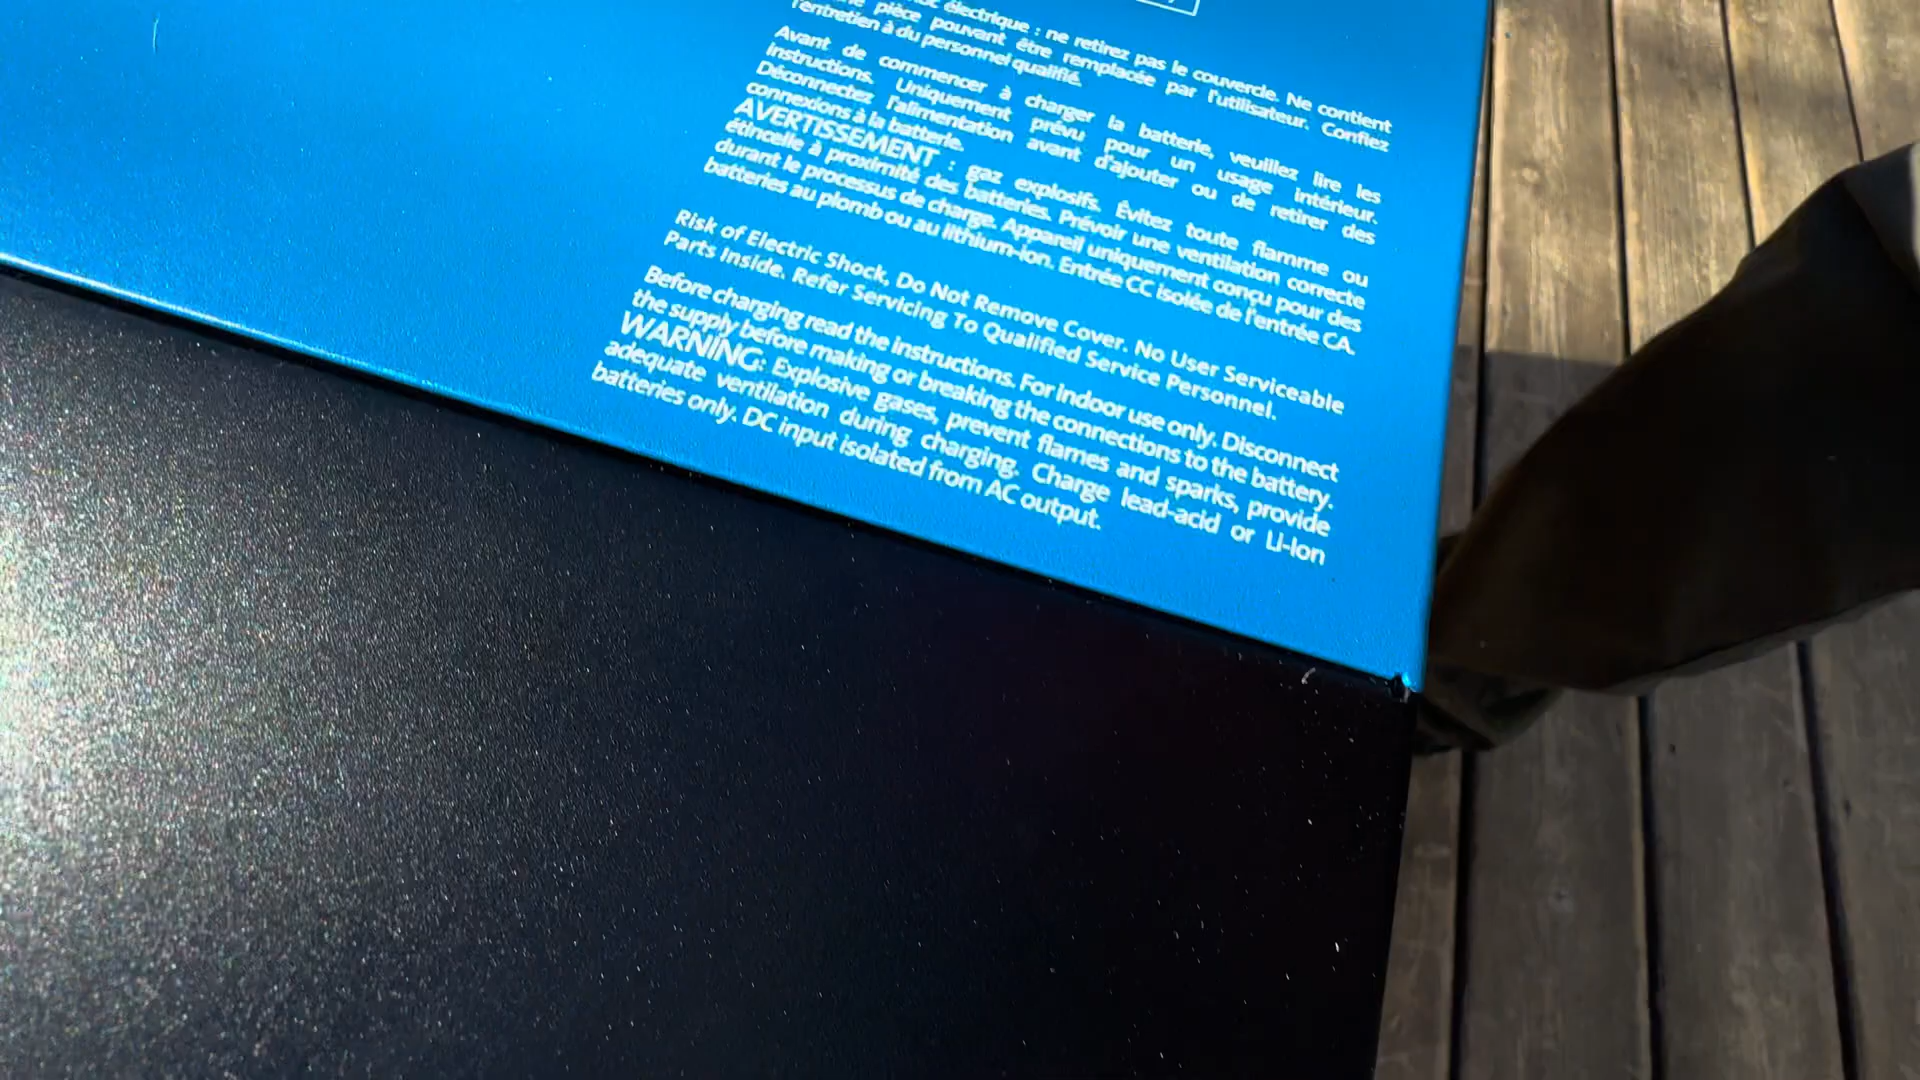 électrique : ne retirez pas le couvercle. Ne contient
pièce pouvant être remplacée par l'utilisateur. Confiez
l'entretien à du personnel qualifié.
Avant de commencer à charger la batterie, veuillez lire les
instructions. Uniquement prévu pour un usage intérieur.
Déconnectez l'alimentation avant d'ajouter ou de retirer des
connexions à la batterie.
AVERTISSEMENT : gaz explosifs. Évitez toute flamme ou
étincelle à proximité des batteries. Prévoir une ventilation correcte
durant le processus de charge. Appareil uniquement conçu pour des
batteries au plomb ou au lithium-ion. Entrée CC isolée de l'entrée CA.
Risk of Electric Shock, Do Not Remove Cover. No User Serviceable
Parts Inside. Refer Servicing To Qualified Service Personnel.
Before charging read the instructions. For indoor use only. Disconnect
the supply before making or breaking the connections to the battery.
WARNING: Explosive gases, prevent flames and sparks, provide
adequate ventilation during charging. Charge lead-acid or Li-Ion
batteries only. DC input isolated from AC output.